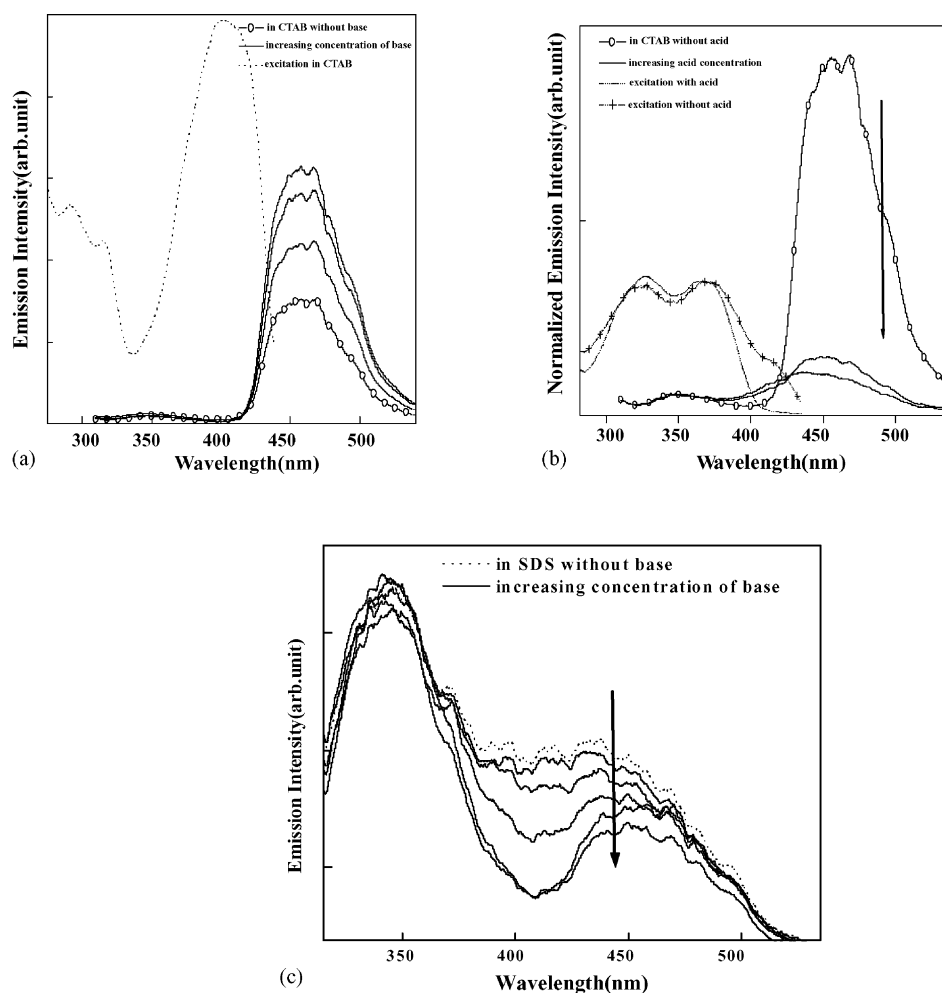 in CTAB without base
increasing concentration of base
excitation in CTAB
Emission Intemsity(arb.unit)
300 350 400 450 500
Wavelength(nm)
(a)
in CTAB without acid
increasing acid concentration
excitation with acid
excitation without acid
Normalized Emission Intensity(arb.unit)
300 350 400 450 500
Wavelength(nm)
(b)
in SDS without base
increasing concentration of base
Emission Intensity(arb.unit)
350 400 450 500
Wavelength(nm)
(c)